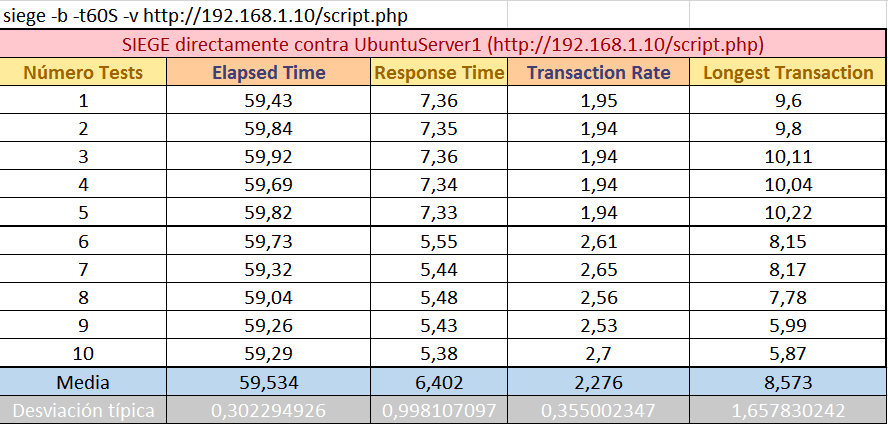 siege -b -t60S -v http://192.168.1.10/script.php
SIEGE directamente contra UbuntuServer1 (http://192.168.1.10/script.php)
Número Tests Elapsed Time Response Time Transaction Rate Longest Transaction
1 59,43 7,36 1,95 9,6
2 59,84 7,35 1,94 9,8
3 59,92 7,36 1,94 10,11
4 59,69 7,34 1,94 10,04
5 59,82 7,33 1,94 10,22
6 59,73 5,55 2,61 8,15
7 59,32 5,44 2,65 8,17
8 59,04 5,48 2,56 7,78
9 59,26 5,43 2,53 5,99
10 59,29 5,38 2,7 5,87
Media 59,534 6,402 2,276 8,573
Desviación típica 0,302294926 0,998107097 0,355002347 1,657830242